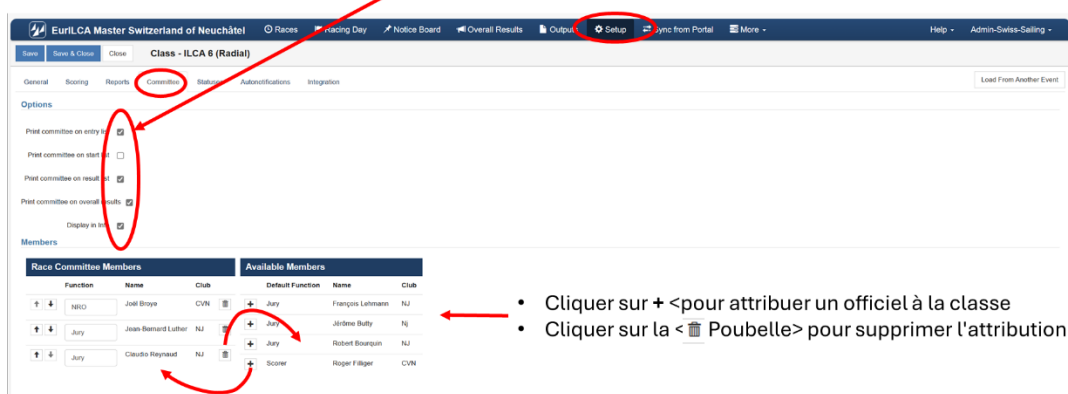 EurILCA Master Switzerland of Neuchâtel Races Racing Day Notice Board Overall Results Outputs Setup Sync from Portal More Help Admin-Swiss-Sailing
Save Save & Close Close Class - ILCA 6 (Radial)
General Scoring Reports Committee Statuses Autonotifications Integration Load From Another Event
Options
Print committee on entry list
Print committee on start list
Print committee on result list
Print committee on overall results
Display in
Members
Race Committee Members Available Members
Function Name Club Default Function Name Club
NRO Joël Broye CVN + Jury François Lehmann NJ
Jury Jean-Bernard Luther NJ + Jury Jérôme Butty Nj
+ Jury Robert Bourquin NJ
Jury Claudio Reynaud NJ + Scorer Roger Filliger CVN
• Cliquer sur + <pour attribuer un officiel à la classe
• Cliquer sur la < Poubelle> pour supprimer l'attribution